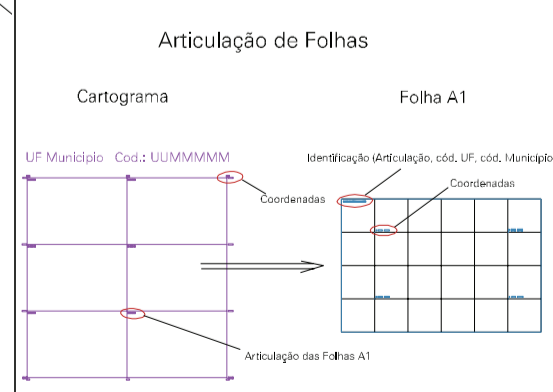 Articulação de Folhas
Cartograma
Folha A1
UF Municipio Cod.: UUMMMMM
Identificação (Articulação, cód. UF, cód. Município
Coordenadas
Coordenadas
Articulação das Folhas A1